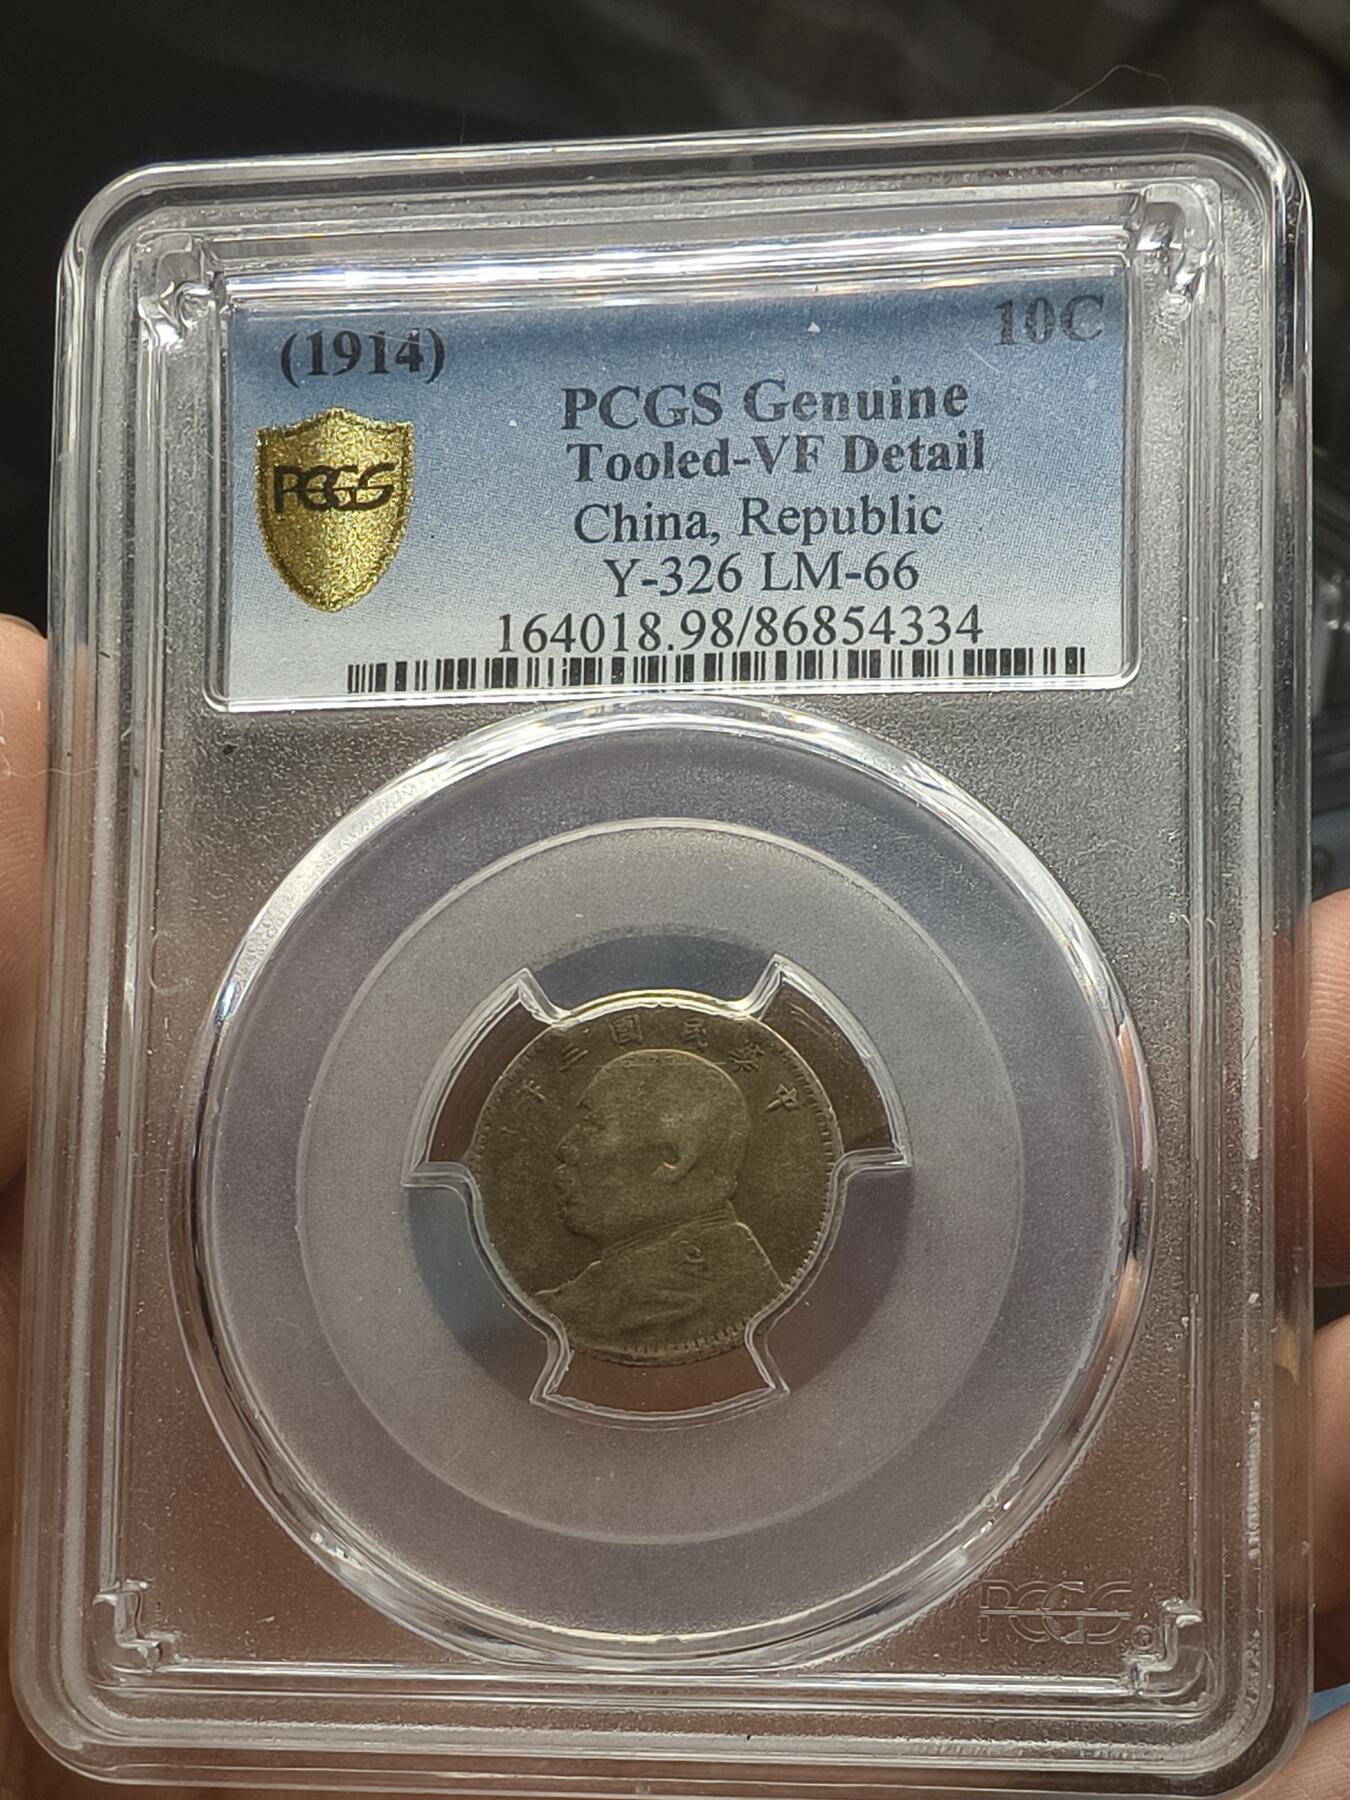 (1914)
10C
PCGS Genuine
Tooled-VF Detail
China, Republic
Y-326 LM-66
164018.98/86854334
PCGS
中華民國三年
PCGS